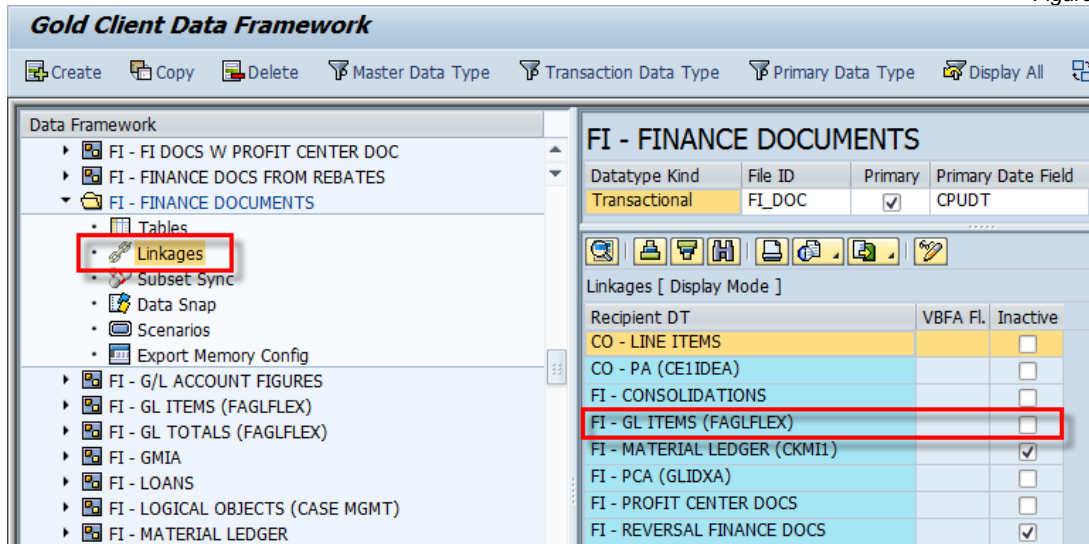 Gold Client Data Framework
Create Copy Delete Master Data Type Transaction Data Type Primary Data Type Display All
Data Framework
FI - FI DOCS W PROFIT CENTER DOC
FI - FINANCE DOCS FROM REBATES
FI - FINANCE DOCUMENTS
Tables
Linkages
Subset Sync
Data Snap
Scenarios
Export Memory Config
FI - G/L ACCOUNT FIGURES
FI - GL ITEMS (FAGLFLEX)
FI - GL TOTALS (FAGLFLEX)
FI - GMIA
FI - LOANS
FI - LOGICAL OBJECTS (CASE MGMT)
FI - MATERIAL LEDGER
FI - FINANCE DOCUMENTS
Datatype Kind File ID Primary Primary Date Field
Transactional FI_DOC CPUDT
Linkages [ Display Mode ]
Recipient DT VBFA Fl. Inactive
CO - LINE ITEMS
CO - PA (CE1IDEA)
FI - CONSOLIDATIONS
FI - GL ITEMS (FAGLFLEX)
FI - MATERIAL LEDGER (CKMI1)
FI - PCA (GLIDXA)
FI - PROFIT CENTER DOCS
FI - REVERSAL FINANCE DOCS